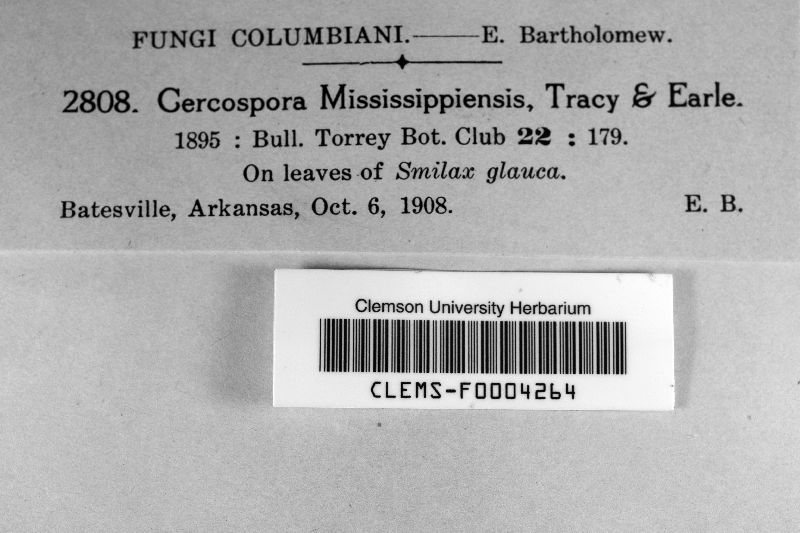 FUNGI COLUMBIANI.——E. Bartholomew.
2808. Cercospora Mississippiensis, Tracy & Earle.
1895 : Bull. Torrey Bot. Club 22 : 179.
On leaves of Smilax glauca.
Batesville, Arkansas, Oct. 6, 1908. E. B.
Clemson University Herbarium
CLEMS-F0004264